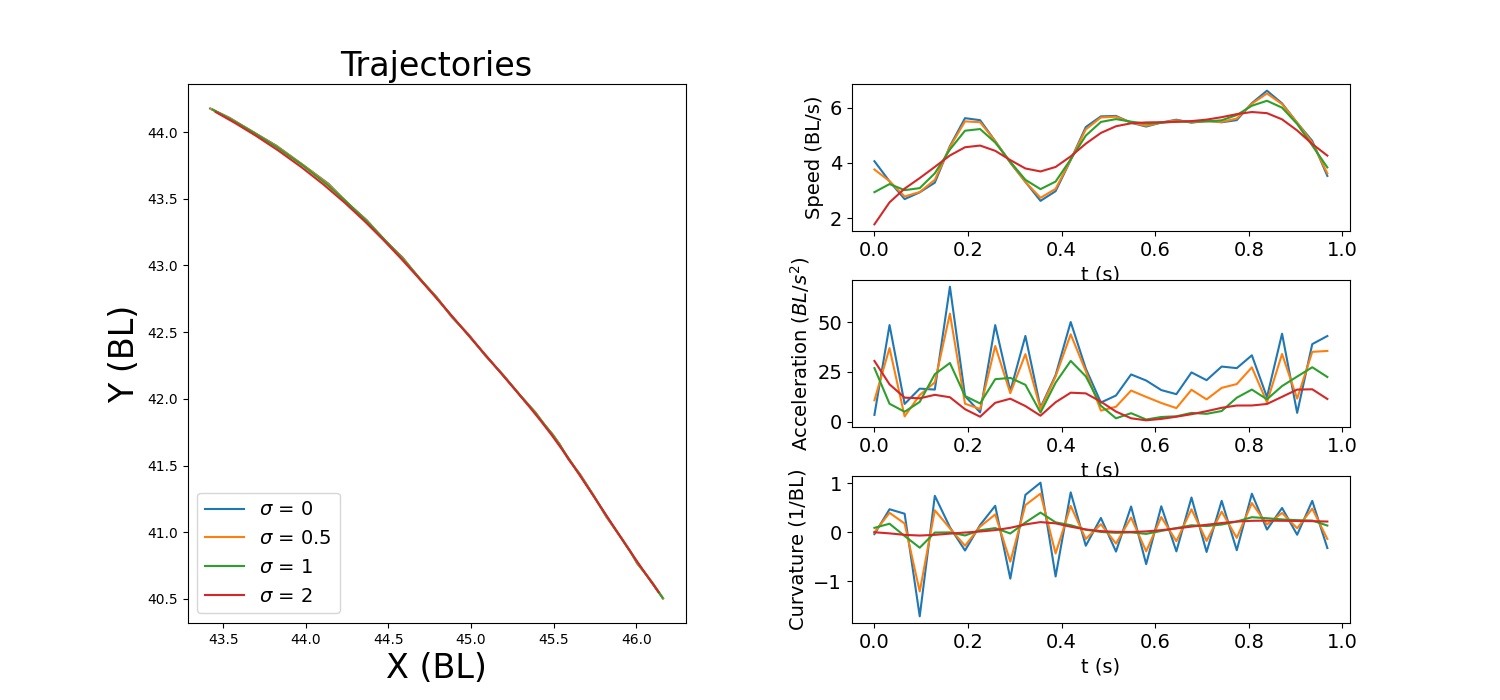 Trajectories
Y (BL)
44.0
43.5
43.0
42.5
42.0
41.5
41.0
40.5
σ = 0
σ = 0.5
σ = 1
σ = 2
43.5 44.0 44.5 45.0 45.5 46.0
X (BL)
Speed (BL/s)
6
4
2
0.0 0.2 0.4 0.6 0.8 1.0
t (s)
Acceleration (BL/s²)
50
25
0
0.0 0.2 0.4 0.6 0.8 1.0
t (s)
Curvature (1/BL)
1
0
−1
0.0 0.2 0.4 0.6 0.8 1.0
t (s)